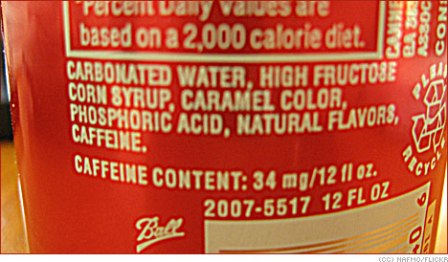 Percent Daily Values are
based on a 2,000 calorie diet.
CARBONATED WATER, HIGH FRUCTOSE
CORN SYRUP, CARAMEL COLOR,
PHOSPHORIC ACID, NATURAL FLAVORS,
CAFFEINE.
CAFFEINE CONTENT: 34 mg/12 fl oz.
2007-5517 12 FL OZ
Ball
PLEASE
RECYCLE
(CC) NAFMO/FLICKR